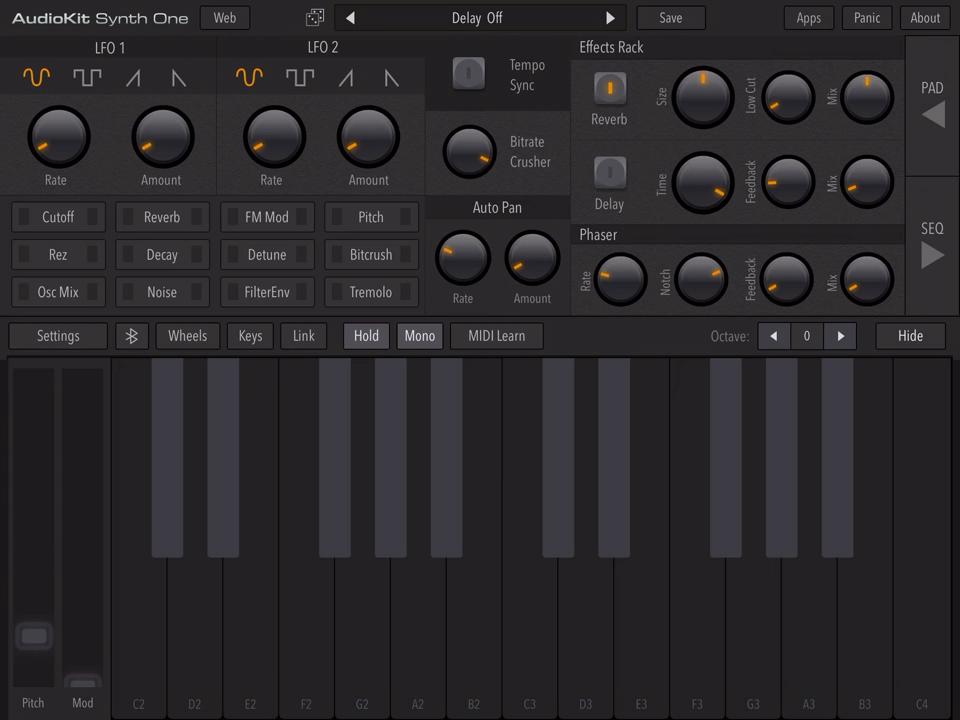 AudioKit Synth One
Web
Delay Off
Save
Apps
Panic
About
LFO 1
LFO 2
Rate
Amount
Rate
Amount
Tempo
Sync
Bitrate
Crusher
Effects Rack
Reverb
Size
Low Cut
Mix
Delay
Time
Feedback
Mix
PAD
SEQ
Cutoff
Reverb
FM Mod
Pitch
Rez
Decay
Detune
Bitcrush
Osc Mix
Noise
FilterEnv
Tremolo
Auto Pan
Rate
Amount
Phaser
Rate
Notch
Feedback
Mix
Settings
Wheels
Keys
Link
Hold
Mono
MIDI Learn
Octave:
0
Hide
Pitch
Mod
C2
D2
E2
F2
G2
A2
B2
C3
D3
E3
F3
G3
A3
B3
C4